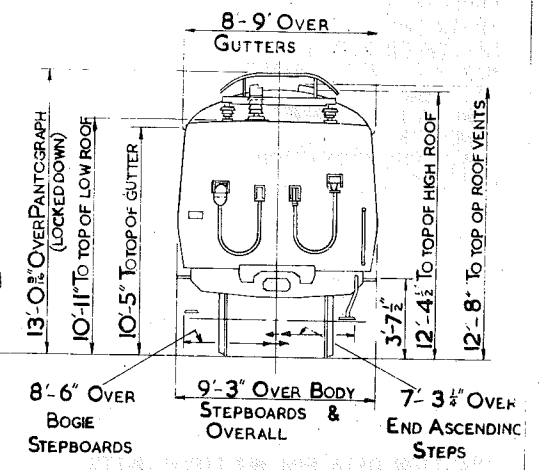 8'-9" OVER
GUTTERS
13'-0 9/16" OVER PANTOGRAPH
(LOCKED DOWN)
10'-11" TO TOP OF LOW ROOF
10'-5" TO TOP OF GUTTER
3'-7½"
12'-4½" TO TOP OF HIGH ROOF
12'-8" TO TOP OP ROOF VENTS
8'-6" OVER
BOGIE
STEPBOARDS
9'-3" OVER BODY
STEPBOARDS &
OVERALL
7'-3¼" OVER
END ASCENDING
STEPS